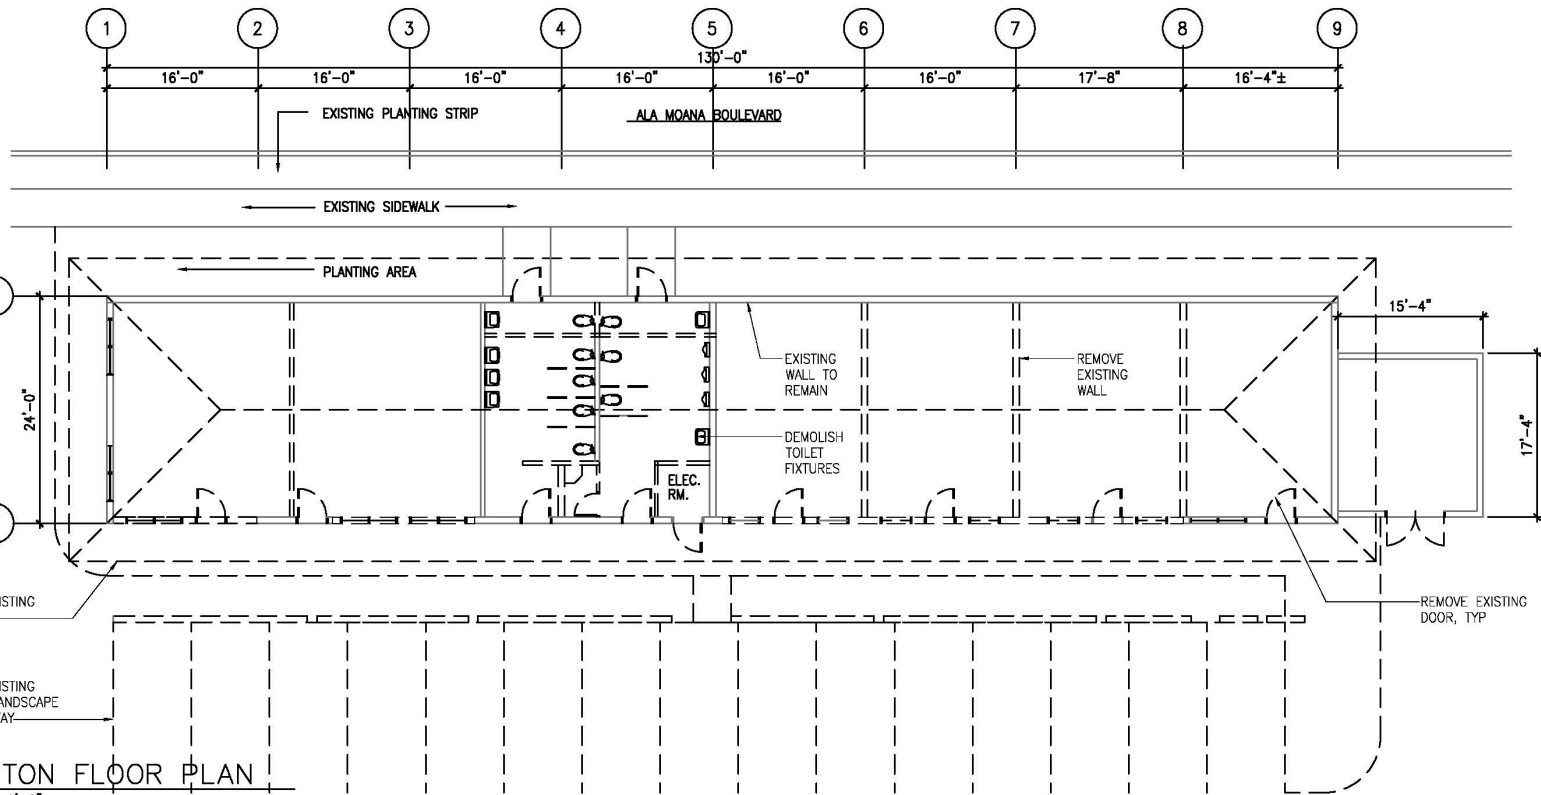 1 2 3 4 5 6 7 8 9
130'-0"
16'-0" 16'-0" 16'-0" 16'-0" 16'-0" 16'-0" 17'-8" 16'-4"±
EXISTING PLANTING STRIP
ALA MOANA BOULEVARD
EXISTING SIDEWALK
PLANTING AREA
15'-4"
EXISTING
WALL TO
REMAIN
REMOVE
EXISTING
WALL
24'-0"
17'-4"
DEMOLISH
TOILET
FIXTURES
ELEC.
RM.
ISTING
REMOVE EXISTING
DOOR, TYP
ISTING
ANDSCAPE
AY
TON FLOOR PLAN